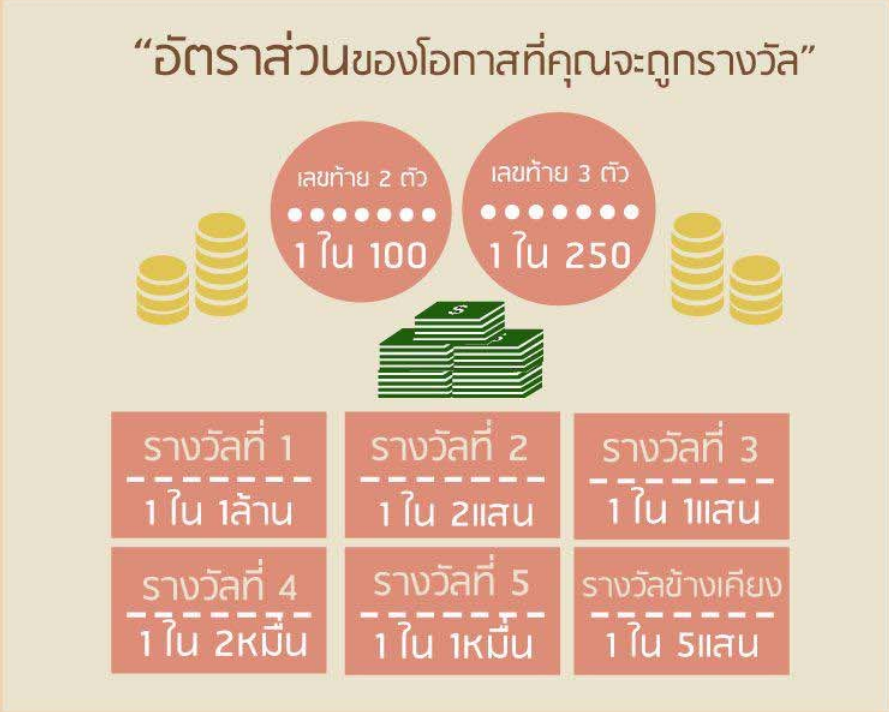 “อัตราส่วนของโอกาสที่คุณจะถูกรางวัล”
เลขท้าย 2 ตัว
1 ใน 100
เลขท้าย 3 ตัว
1 ใน 250
$
รางวัลที่ 1
1 ใน 1ล้าน
รางวัลที่ 2
1 ใน 2แสน
รางวัลที่ 3
1 ใน 1แสน
รางวัลที่ 4
1 ใน 2หมื่น
รางวัลที่ 5
1 ใน 1หมื่น
รางวัลข้างเคียง
1 ใน 5แสน